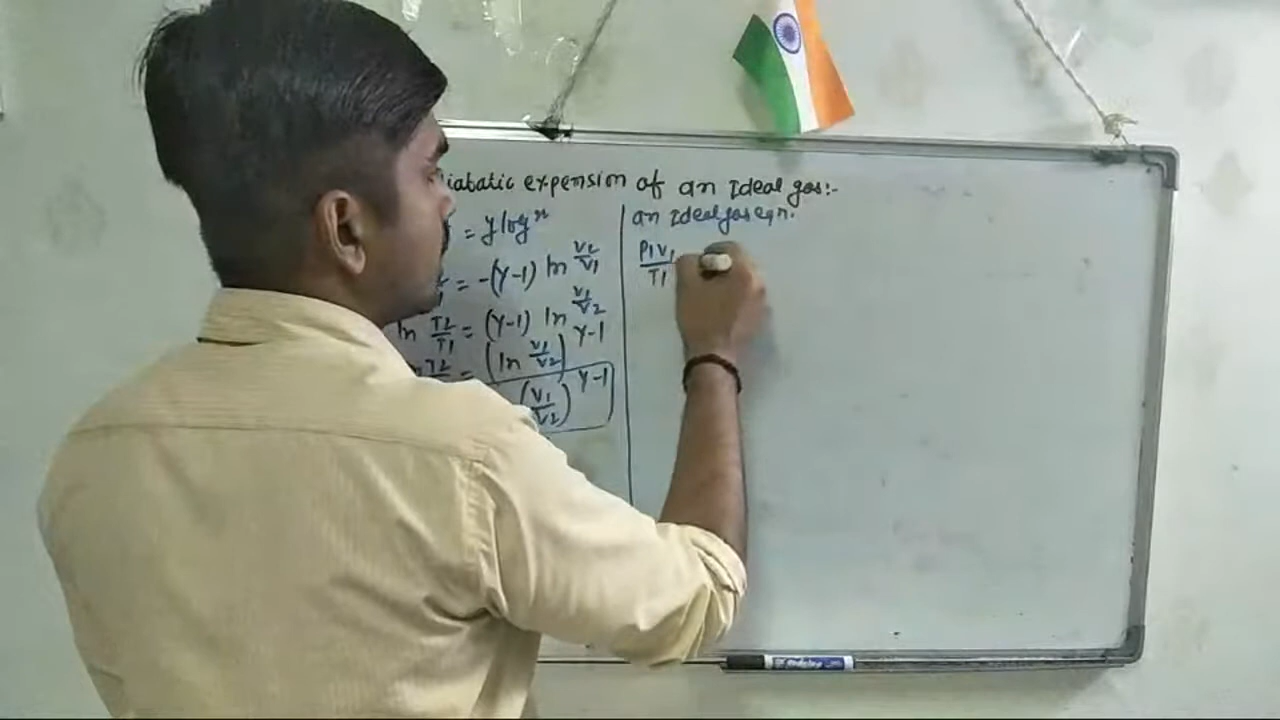 iabatic expension of an Ideal gas:-
= y log x
= -(γ-1) ln V2/V1
ln T2/T1 = (γ-1) ln V1/V2
= (ln V1/V2) γ-1
(V1/V2) γ-1
an Ideal gas eqn.
P1V1/T1